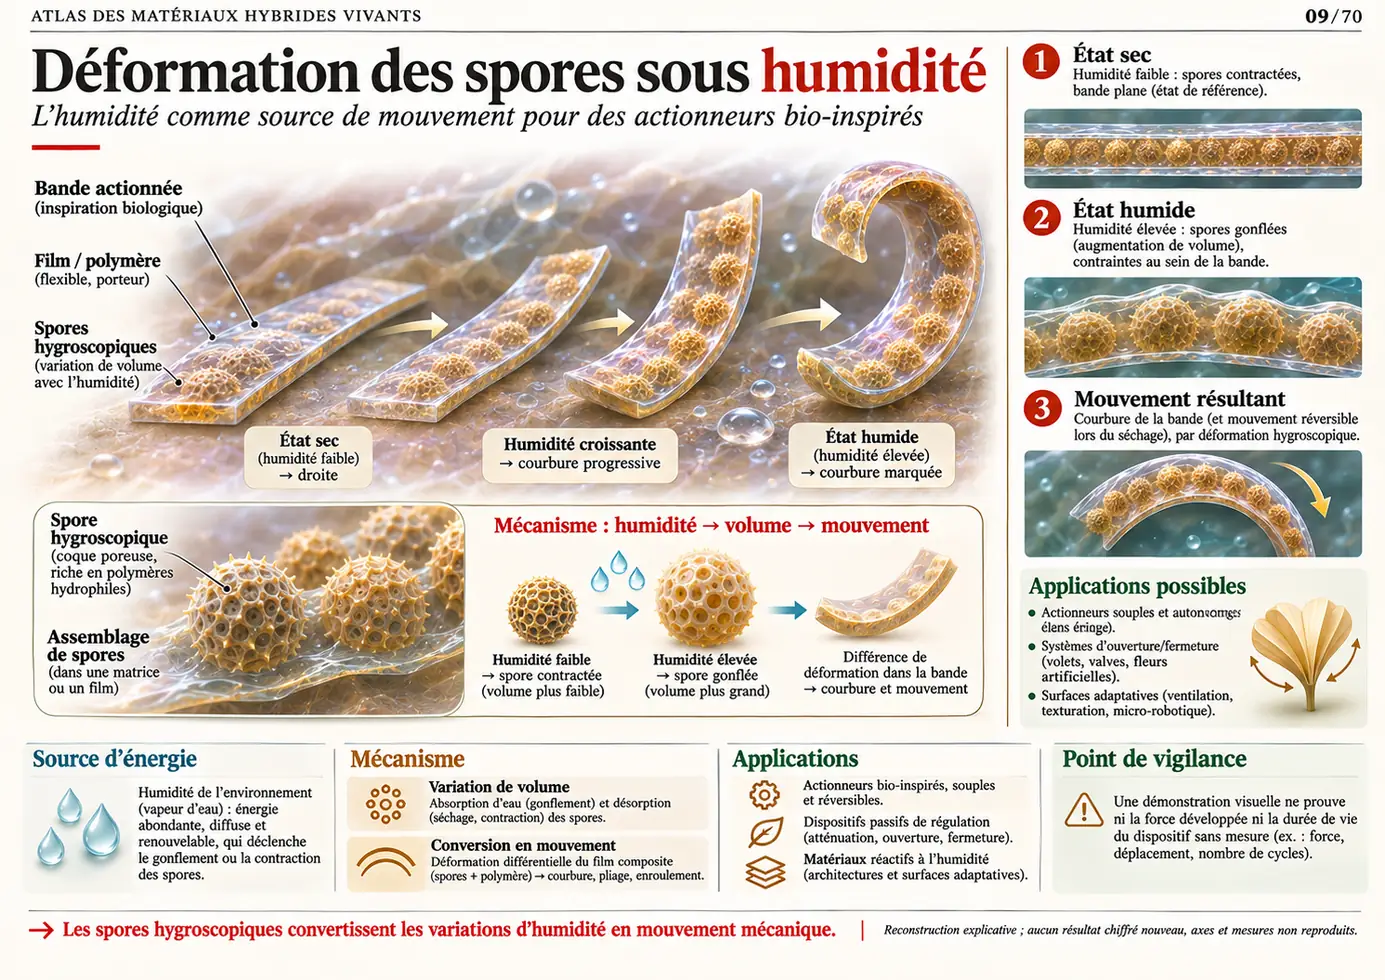 ATLAS DES MATÉRIAUX HYBRIDES VIVANTS
09/70
Déformation des spores sous humidité
L’humidité comme source de mouvement pour des actionneurs bio-inspirés
Bande actionnée
(inspiration biologique)
Film / polymère
(flexible, porteur)
Spores
hygroscopiques
(variation de volume
avec l’humidité)
État sec
(humidité faible)
→ droite
Humidité croissante
→ courbure progressive
État humide
(humidité élevée)
→ courbure marquée
1 État sec
Humidité faible : spores contractées,
bande plane (état de référence).
2 État humide
Humidité élevée : spores gonflées
(augmentation de volume),
contraintes au sein de la bande.
3 Mouvement résultant
Courbure de la bande (et mouvement réversible
lors du séchage), par déformation hygroscopique.
Spore
hygroscopique
(coque poreuse,
riche en polymères
hydrophiles)
Assemblage
de spores
(dans une matrice
ou un film)
Mécanisme : humidité → volume → mouvement
Humidité faible
→ spore contractée
(volume plus faible)
Humidité élevée
→ spore gonflée
(volume plus grand)
Différence de
déformation dans la bande
→ courbure et mouvement
Applications possibles
Actionneurs souples et
Systèmes d’ouverture/fermeture
(volets, valves, fleurs
artificielles).
Surfaces adaptatives (ventilation,
texturation, micro-robotique).
Source d’énergie
Humidité de l’environnement
(vapeur d’eau) : énergie
abondante, diffuse et
renouvelable, qui déclenche
le gonflement ou la contraction
des spores.
Mécanisme
Variation de volume
Absorption d’eau (gonflement) et désorption
(séchage, contraction) des spores.
Conversion en mouvement
Déformation différentielle du film composite
(spores + polymère) → courbure, pliage, enroulement.
Applications
Actionneurs bio-inspirés, souples
et réversibles.
Dispositifs passifs de régulation
(atténuation, ouverture, fermeture).
Matériaux réactifs à l’humidité
(architectures et surfaces adaptatives).
Point de vigilance
Une démonstration visuelle ne prouve
ni la force développée ni la durée de vie
du dispositif sans mesure (ex. : force,
déplacement, nombre de cycles).
→ Les spores hygroscopiques convertissent les variations d’humidité en mouvement mécanique.
Reconstruction explicative ; aucun résultat chiffré nouveau, axes et mesures non reproduits.